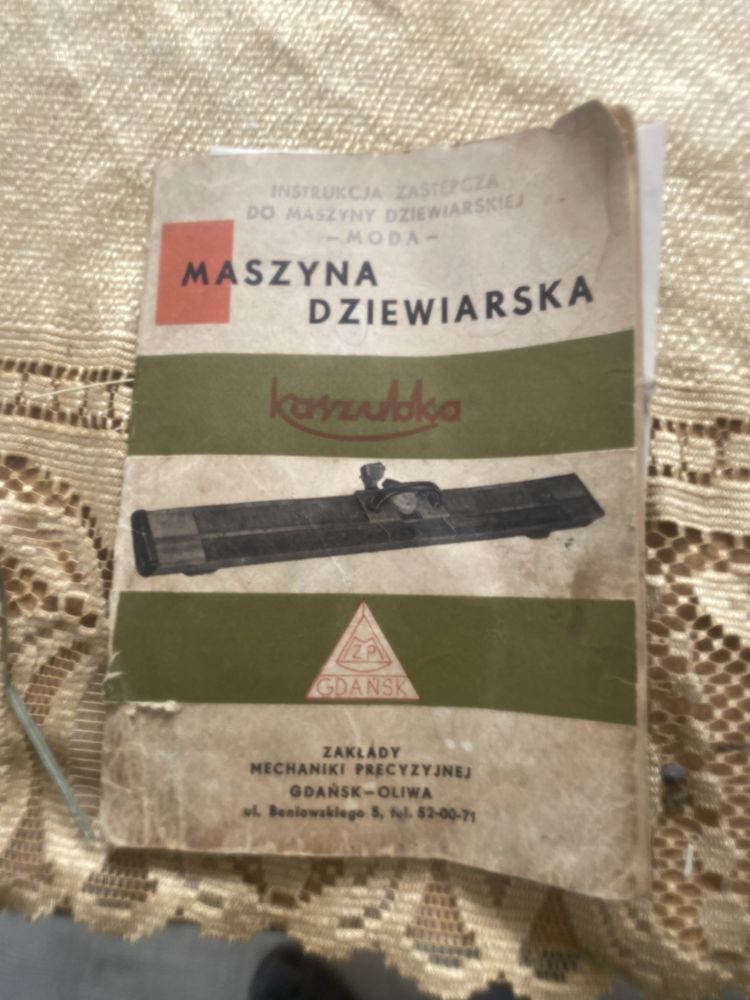 INSTRUKCJA ZASTĘPCZA
DO MASZYNY DZIEWIARSKIEJ
-MODA-
MASZYNA
DZIEWIARSKA
kaszubka
ZMP
GDAŃSK
ZAKŁADY
MECHANIKI PRECYZYJNEJ
GDAŃSK-OLIWA
ul. Beniowskiego 5, tel. 52-00-71